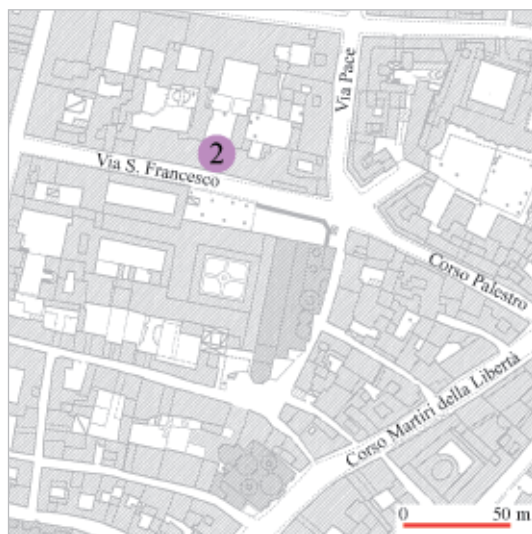 Via Pace
2
Via S. Francesco
Corso Palestro
Corso Martiri della Libertà
0 50 m